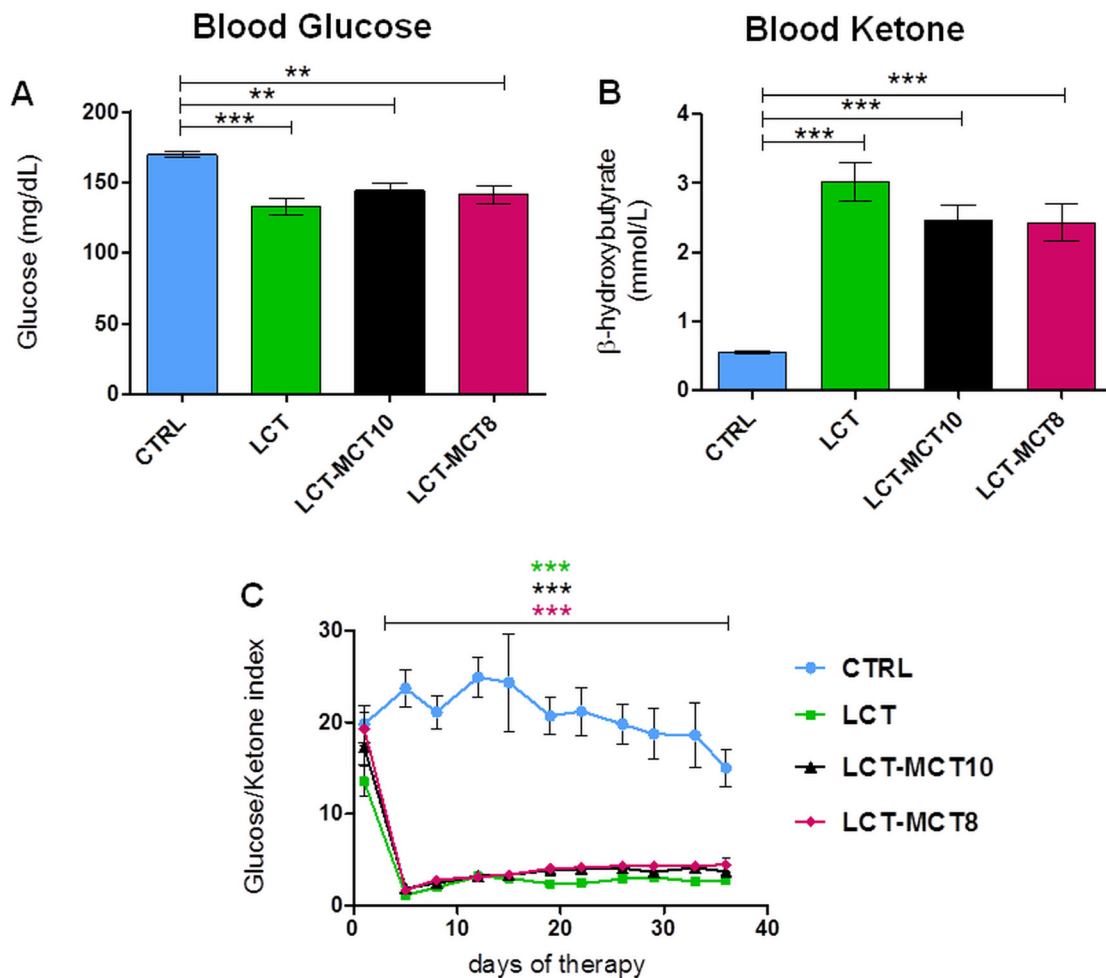 Blood Glucose
Blood Ketone
A
**
**
***
200
150
100
50
0
Glucose (mg/dL)
CTRL
LCT
LCT-MCT10
LCT-MCT8
B
***
***
***
4
3
2
1
0
β-hydroxybutyrate
(mmol/L)
CTRL
LCT
LCT-MCT10
LCT-MCT8
C
***
***
***
30
20
10
0
Glucose/Ketone index
0
10
20
30
40
days of therapy
CTRL
LCT
LCT-MCT10
LCT-MCT8